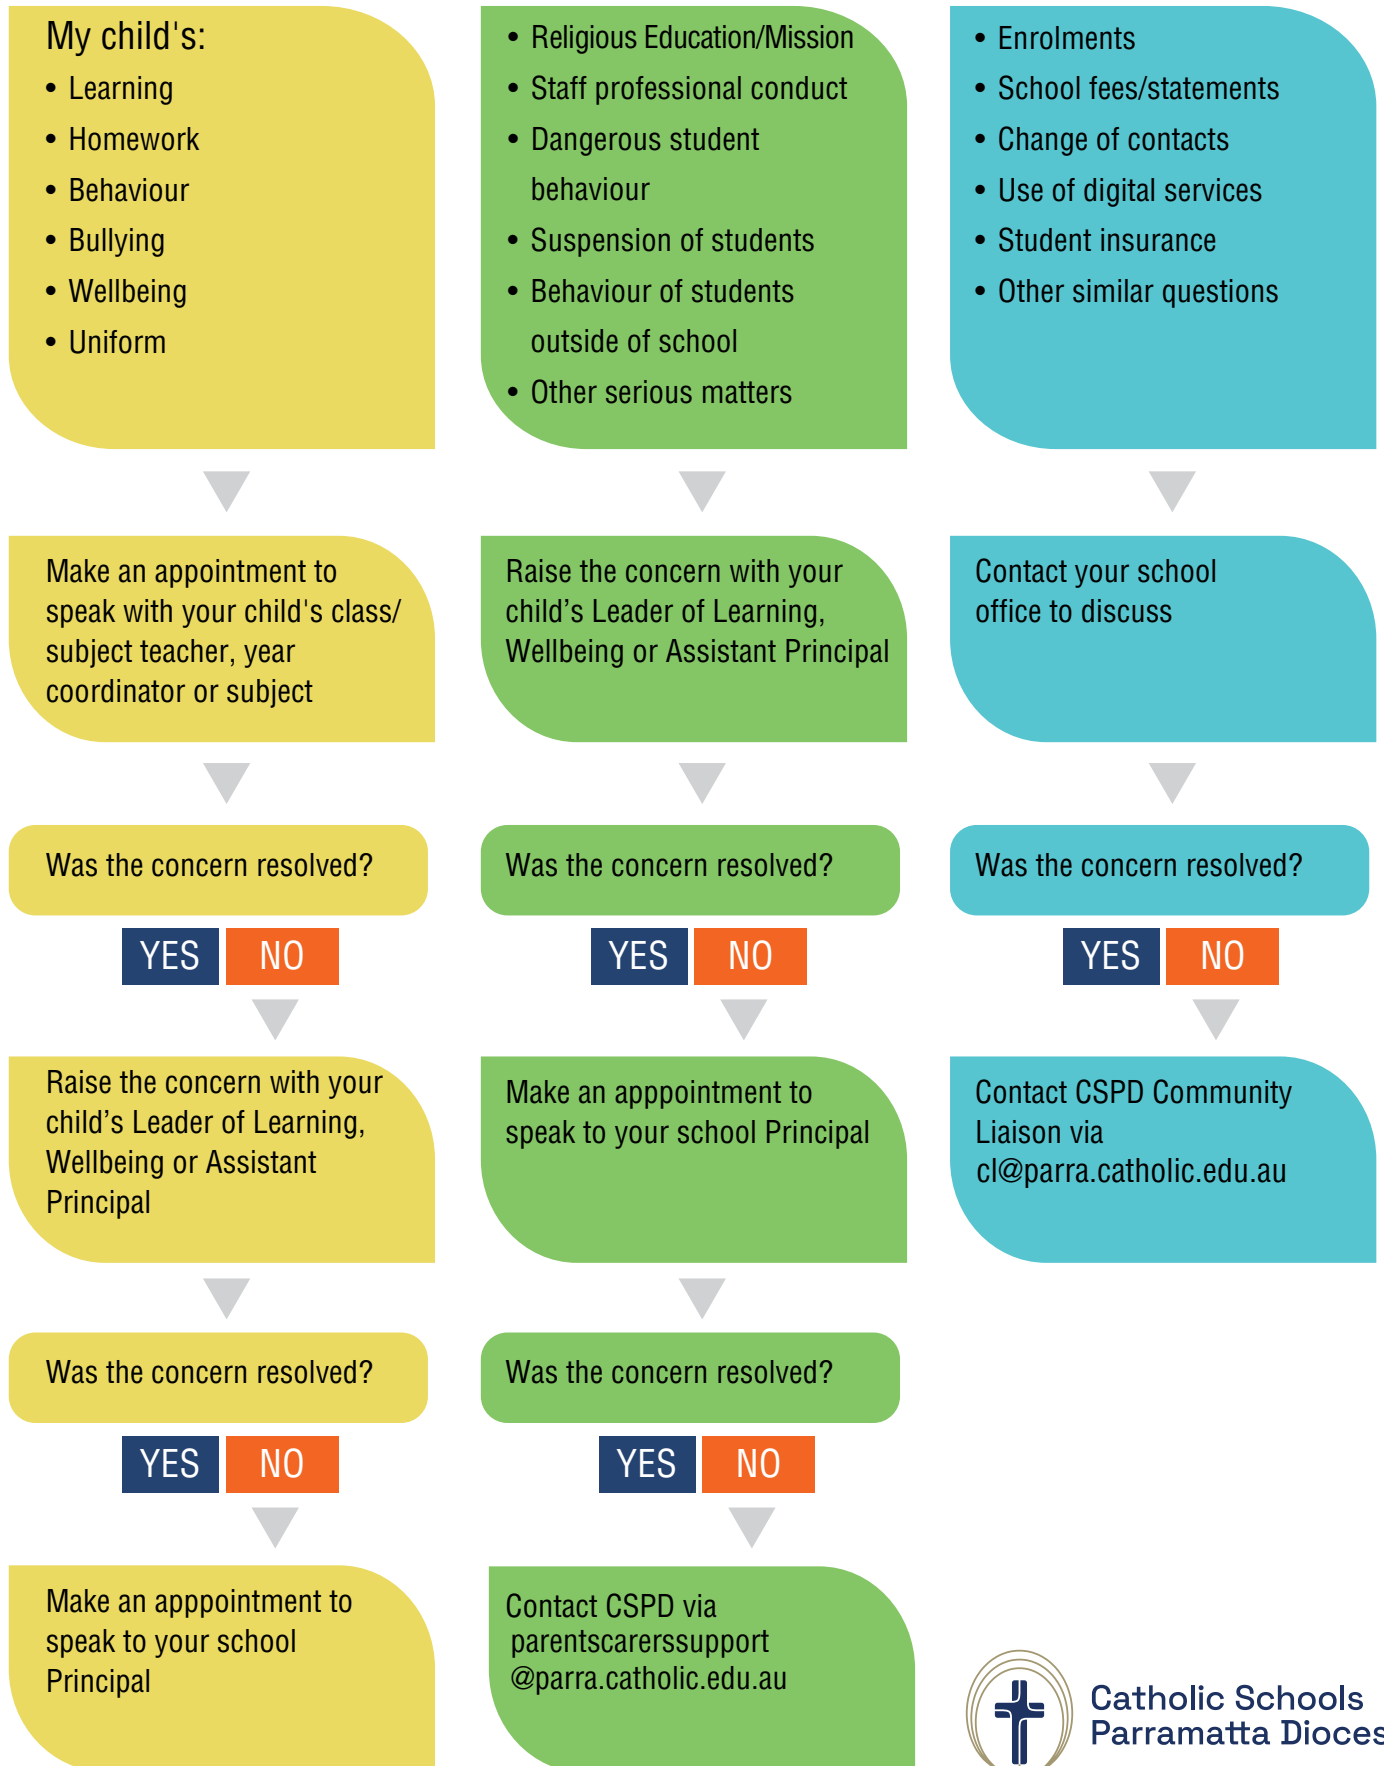 My child's:
• Learning
• Homework
• Behaviour
• Bullying
• Wellbeing
• Uniform
Make an appointment to
speak with your child's class/
subject teacher, year
coordinator or subject
Was the concern resolved?
YES NO
Raise the concern with your
child’s Leader of Learning,
Wellbeing or Assistant
Principal
Was the concern resolved?
YES NO
Make an apppointment to
speak to your school
Principal
• Religious Education/Mission
• Staff professional conduct
• Dangerous student
behaviour
• Suspension of students
• Behaviour of students
outside of school
• Other serious matters
Raise the concern with your
child’s Leader of Learning,
Wellbeing or Assistant Principal
Was the concern resolved?
YES NO
Make an apppointment to
speak to your school Principal
Was the concern resolved?
YES NO
Contact CSPD via
parentscarerssupport
@parra.catholic.edu.au
• Enrolments
• School fees/statements
• Change of contacts
• Use of digital services
• Student insurance
• Other similar questions
Contact your school
office to discuss
Was the concern resolved?
YES NO
Contact CSPD Community
Liaison via
cl@parra.catholic.edu.au
Catholic Schools
Parramatta Dioces